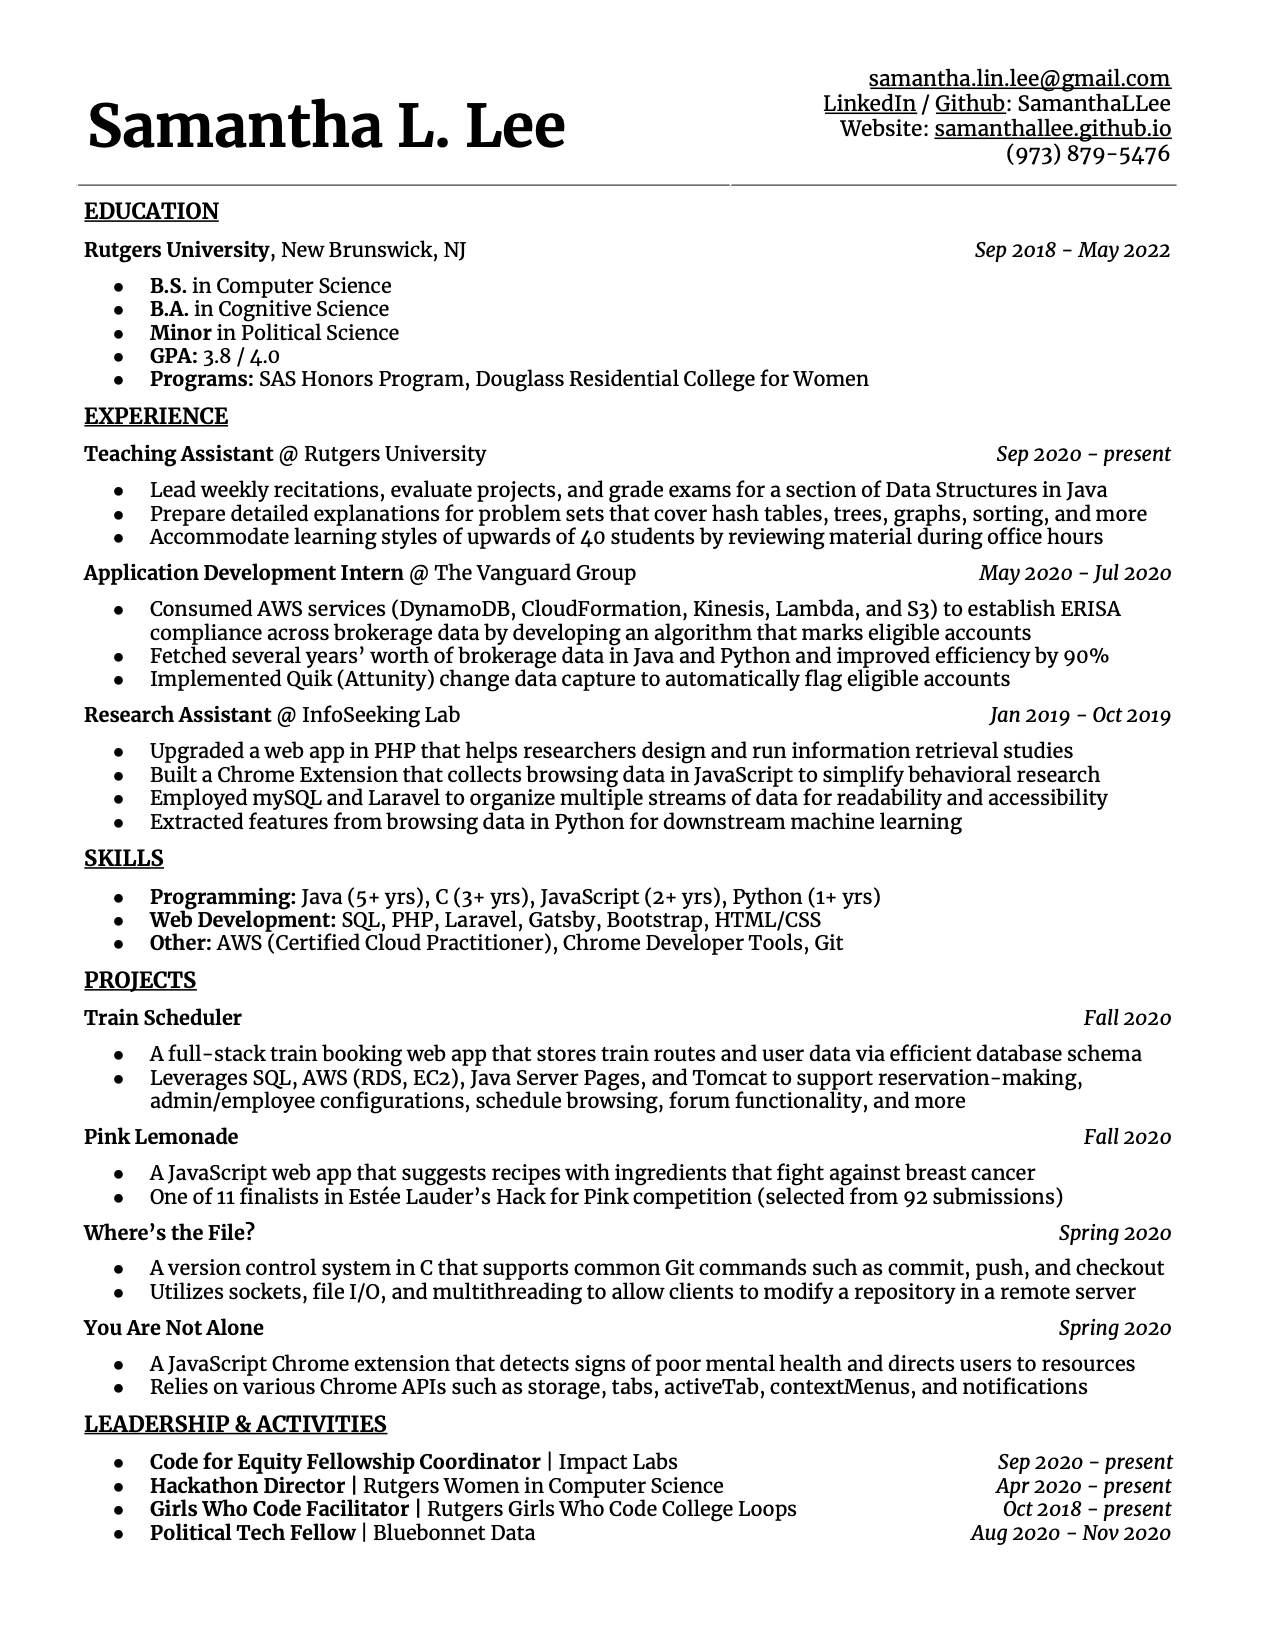 Samantha L. Lee
samantha.lin.lee@gmail.com
LinkedIn / Github: SamanthaLLee
Website: samanthallee.github.io
(973) 879-5476
EDUCATION
Rutgers University, New Brunswick, NJ Sep 2018 - May 2022
● B.S. in Computer Science
● B.A. in Cognitive Science
● Minor in Political Science
● GPA: 3.8 / 4.0
● Programs: SAS Honors Program, Douglass Residential College for Women
EXPERIENCE
Teaching Assistant @ Rutgers University Sep 2020 - present
● Lead weekly recitations, evaluate projects, and grade exams for a section of Data Structures in Java
● Prepare detailed explanations for problem sets that cover hash tables, trees, graphs, sorting, and more
● Accommodate learning styles of upwards of 40 students by reviewing material during office hours
Application Development Intern @ The Vanguard Group May 2020 - Jul 2020
● Consumed AWS services (DynamoDB, CloudFormation, Kinesis, Lambda, and S3) to establish ERISA
compliance across brokerage data by developing an algorithm that marks eligible accounts
● Fetched several years’ worth of brokerage data in Java and Python and improved efficiency by 90%
● Implemented Quik (Attunity) change data capture to automatically flag eligible accounts
Research Assistant @ InfoSeeking Lab Jan 2019 - Oct 2019
● Upgraded a web app in PHP that helps researchers design and run information retrieval studies
● Built a Chrome Extension that collects browsing data in JavaScript to simplify behavioral research
● Employed mySQL and Laravel to organize multiple streams of data for readability and accessibility
● Extracted features from browsing data in Python for downstream machine learning
SKILLS
● Programming: Java (5+ yrs), C (3+ yrs), JavaScript (2+ yrs), Python (1+ yrs)
● Web Development: SQL, PHP, Laravel, Gatsby, Bootstrap, HTML/CSS
● Other: AWS (Certified Cloud Practitioner), Chrome Developer Tools, Git
PROJECTS
Train Scheduler Fall 2020
● A full-stack train booking web app that stores train routes and user data via efficient database schema
● Leverages SQL, AWS (RDS, EC2), Java Server Pages, and Tomcat to support reservation-making,
admin/employee configurations, schedule browsing, forum functionality, and more
Pink Lemonade Fall 2020
● A JavaScript web app that suggests recipes with ingredients that fight against breast cancer
● One of 11 finalists in Estée Lauder’s Hack for Pink competition (selected from 92 submissions)
Where’s the File? Spring 2020
● A version control system in C that supports common Git commands such as commit, push, and checkout
● Utilizes sockets, file I/O, and multithreading to allow clients to modify a repository in a remote server
You Are Not Alone Spring 2020
● A JavaScript Chrome extension that detects signs of poor mental health and directs users to resources
● Relies on various Chrome APIs such as storage, tabs, activeTab, contextMenus, and notifications
LEADERSHIP & ACTIVITIES
● Code for Equity Fellowship Coordinator | Impact Labs Sep 2020 - present
● Hackathon Director | Rutgers Women in Computer Science Apr 2020 - present
● Girls Who Code Facilitator | Rutgers Girls Who Code College Loops Oct 2018 - present
● Political Tech Fellow | Bluebonnet Data Aug 2020 - Nov 2020